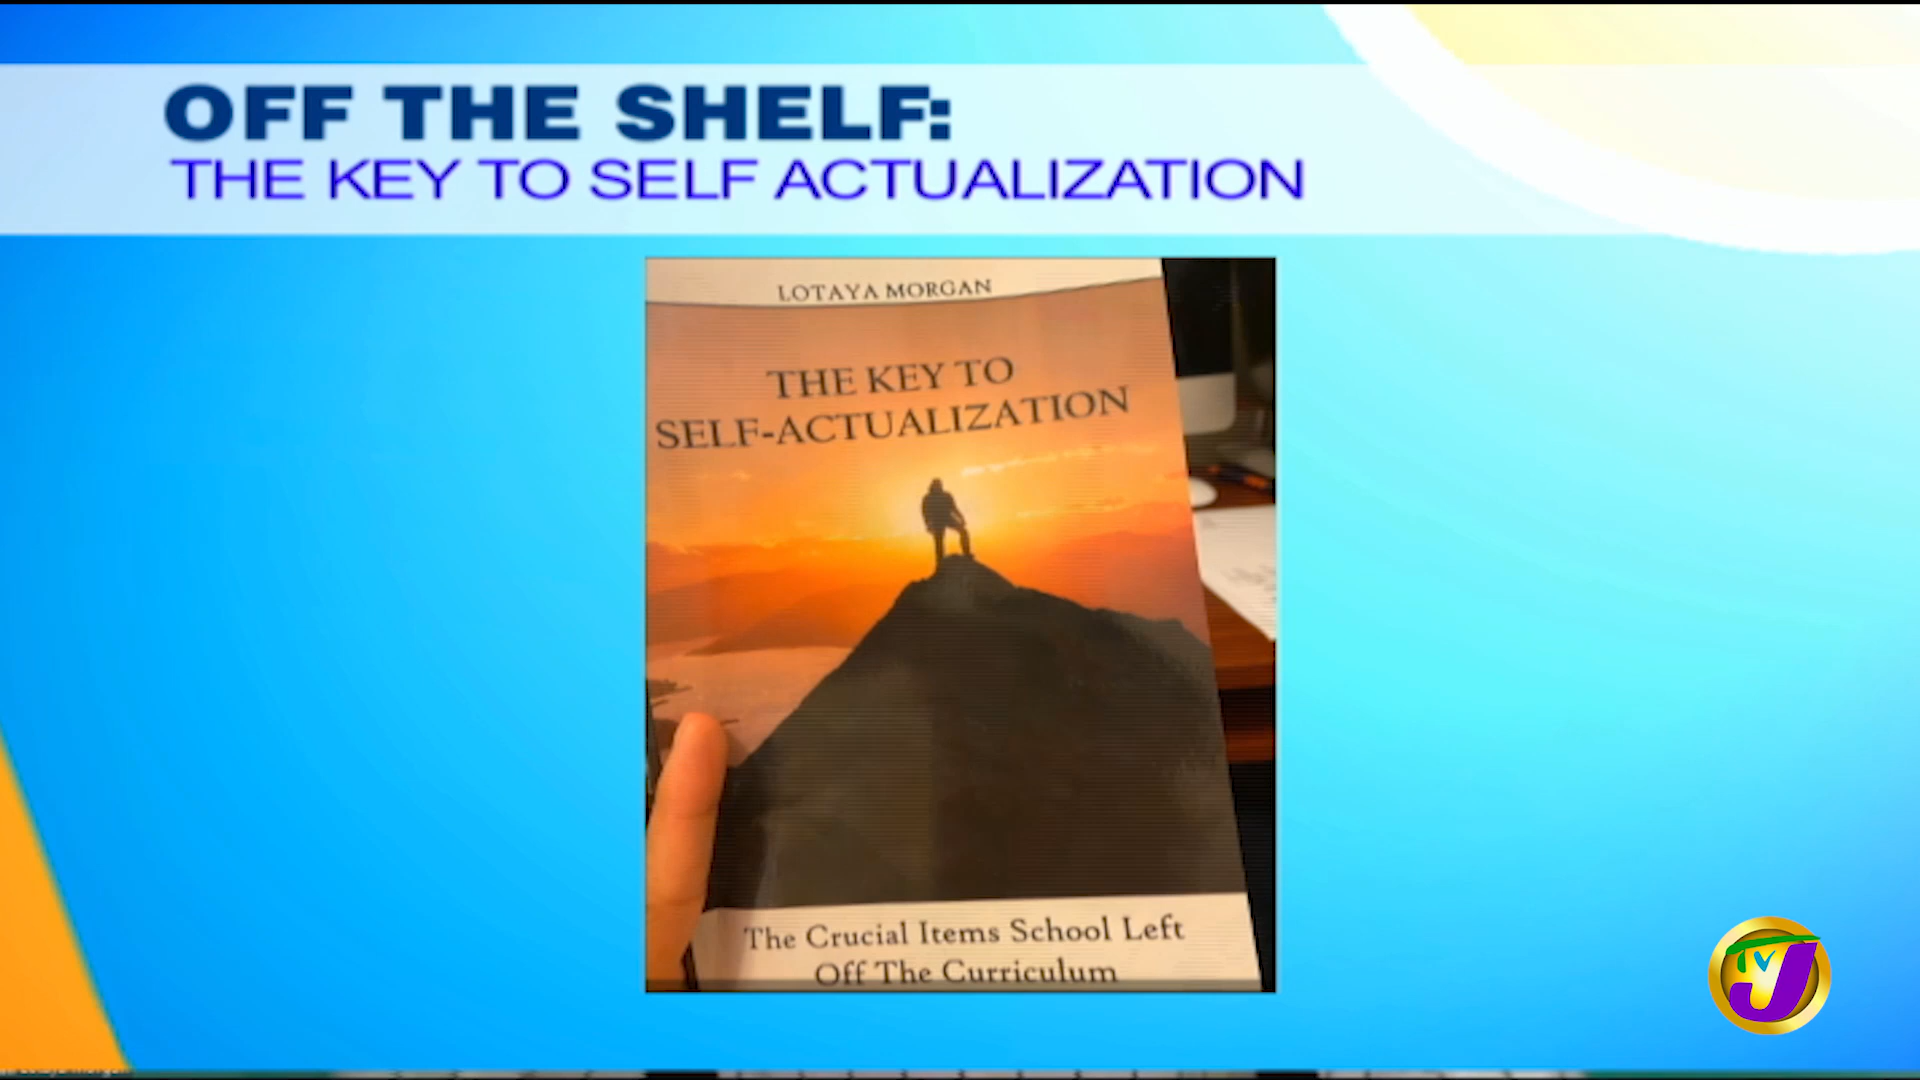 OFF THE SHELF:
THE KEY TO SELF ACTUALIZATION
LOTAYA MORGAN
THE KEY TO
SELF-ACTUALIZATION
The Crucial Items School Left
Off The Curriculum
TVJ